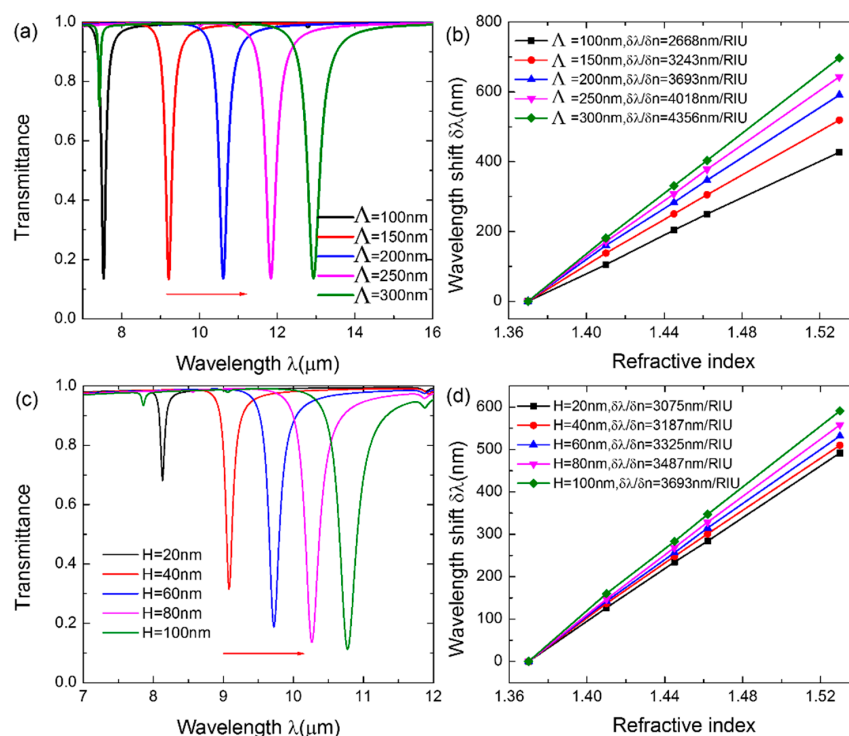 (a)
Transmittance
1.0
0.8
0.6
0.4
0.2
0.0
Λ=100nm
Λ=150nm
Λ=200nm
Λ=250nm
Λ=300nm
8 10 12 14 16
Wavelength λ(μm)
(b)
Wavelength shift δλ(nm)
800
600
400
200
0
Λ =100nm,δλ/δn=2668nm/RIU
Λ =150nm,δλ/δn=3243nm/RIU
Λ =200nm,δλ/δn=3693nm/RIU
Λ =250nm,δλ/δn=4018nm/RIU
Λ =300nm,δλ/δn=4356nm/RIU
1.36 1.40 1.44 1.48 1.52
Refractive index
(c)
Transmittance
1.0
0.8
0.6
0.4
0.2
0.0
H=20nm
H=40nm
H=60nm
H=80nm
H=100nm
7 8 9 10 11 12
Wavelength λ(μm)
(d)
Wavelength shift δλ(nm)
600
500
400
300
200
100
0
H=20nm,δλ/δn=3075nm/RIU
H=40nm,δλ/δn=3187nm/RIU
H=60nm,δλ/δn=3325nm/RIU
H=80nm,δλ/δn=3487nm/RIU
H=100nm,δλ/δn=3693nm/RIU
1.36 1.40 1.44 1.48 1.52
Refractive index